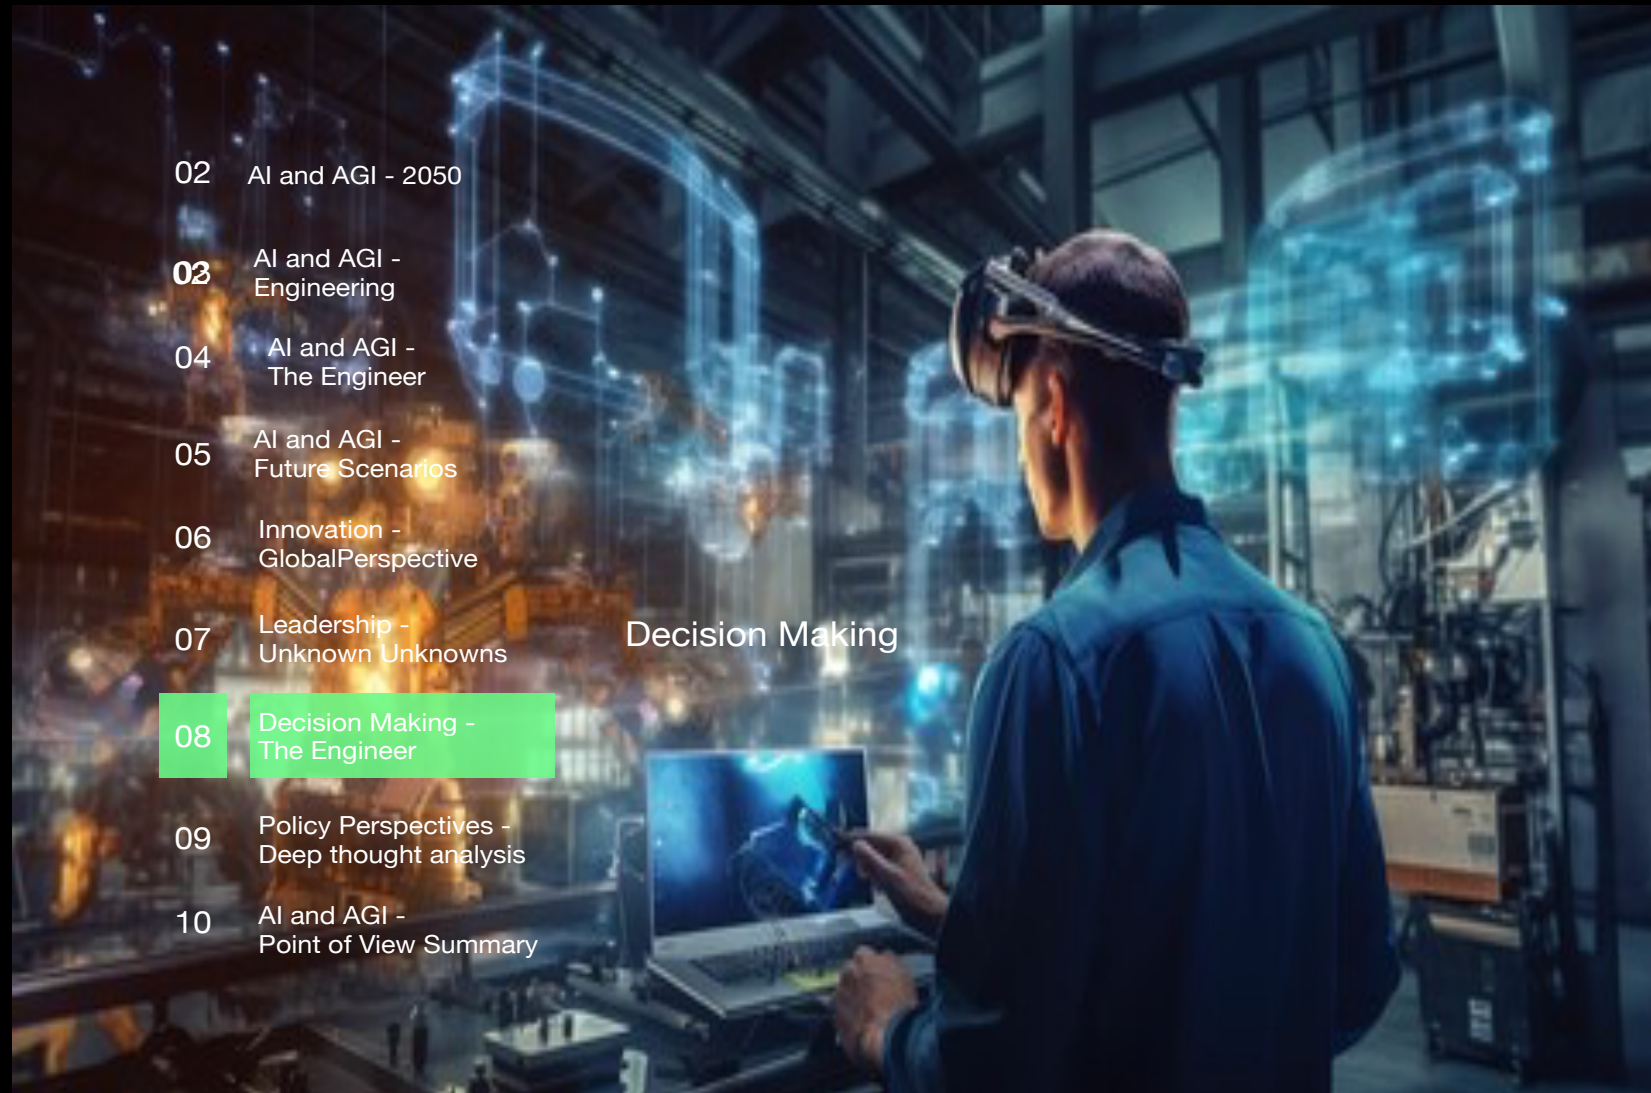 02
AI and AGI - 2050
03
AI and AGI -
Engineering
04
AI and AGI -
The Engineer
05
AI and AGI -
Future Scenarios
06
Innovation -
GlobalPerspective
07
Leadership -
Unknown Unknowns
Decision Making
08
Decision Making -
The Engineer
09
Policy Perspectives -
Deep thought analysis
10
AI and AGI -
Point of View Summary